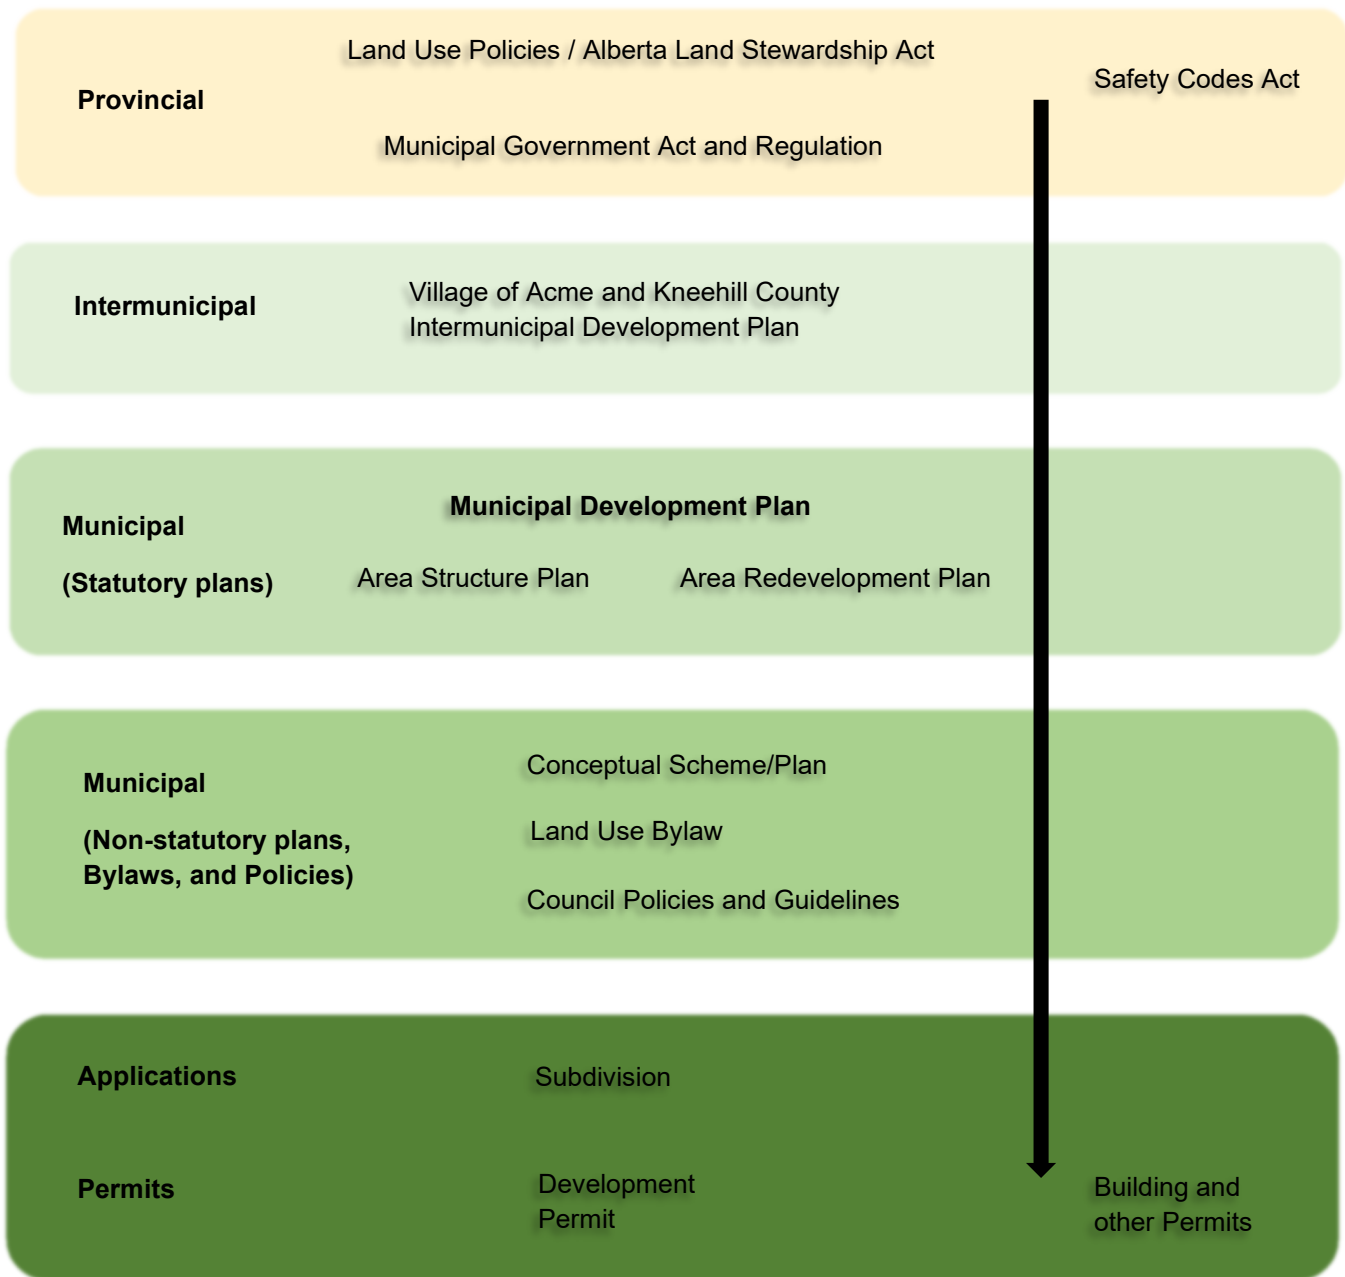 Land Use Policies / Alberta Land Stewardship Act
Safety Codes Act
Provincial
Municipal Government Act and Regulation
Intermunicipal
Village of Acme and Kneehill County
Intermunicipal Development Plan
Municipal Development Plan
Municipal
(Statutory plans)
Area Structure Plan
Area Redevelopment Plan
Municipal
(Non-statutory plans,
Bylaws, and Policies)
Conceptual Scheme/Plan
Land Use Bylaw
Council Policies and Guidelines
Applications
Subdivision
Permits
Development
Permit
Building and
other Permits